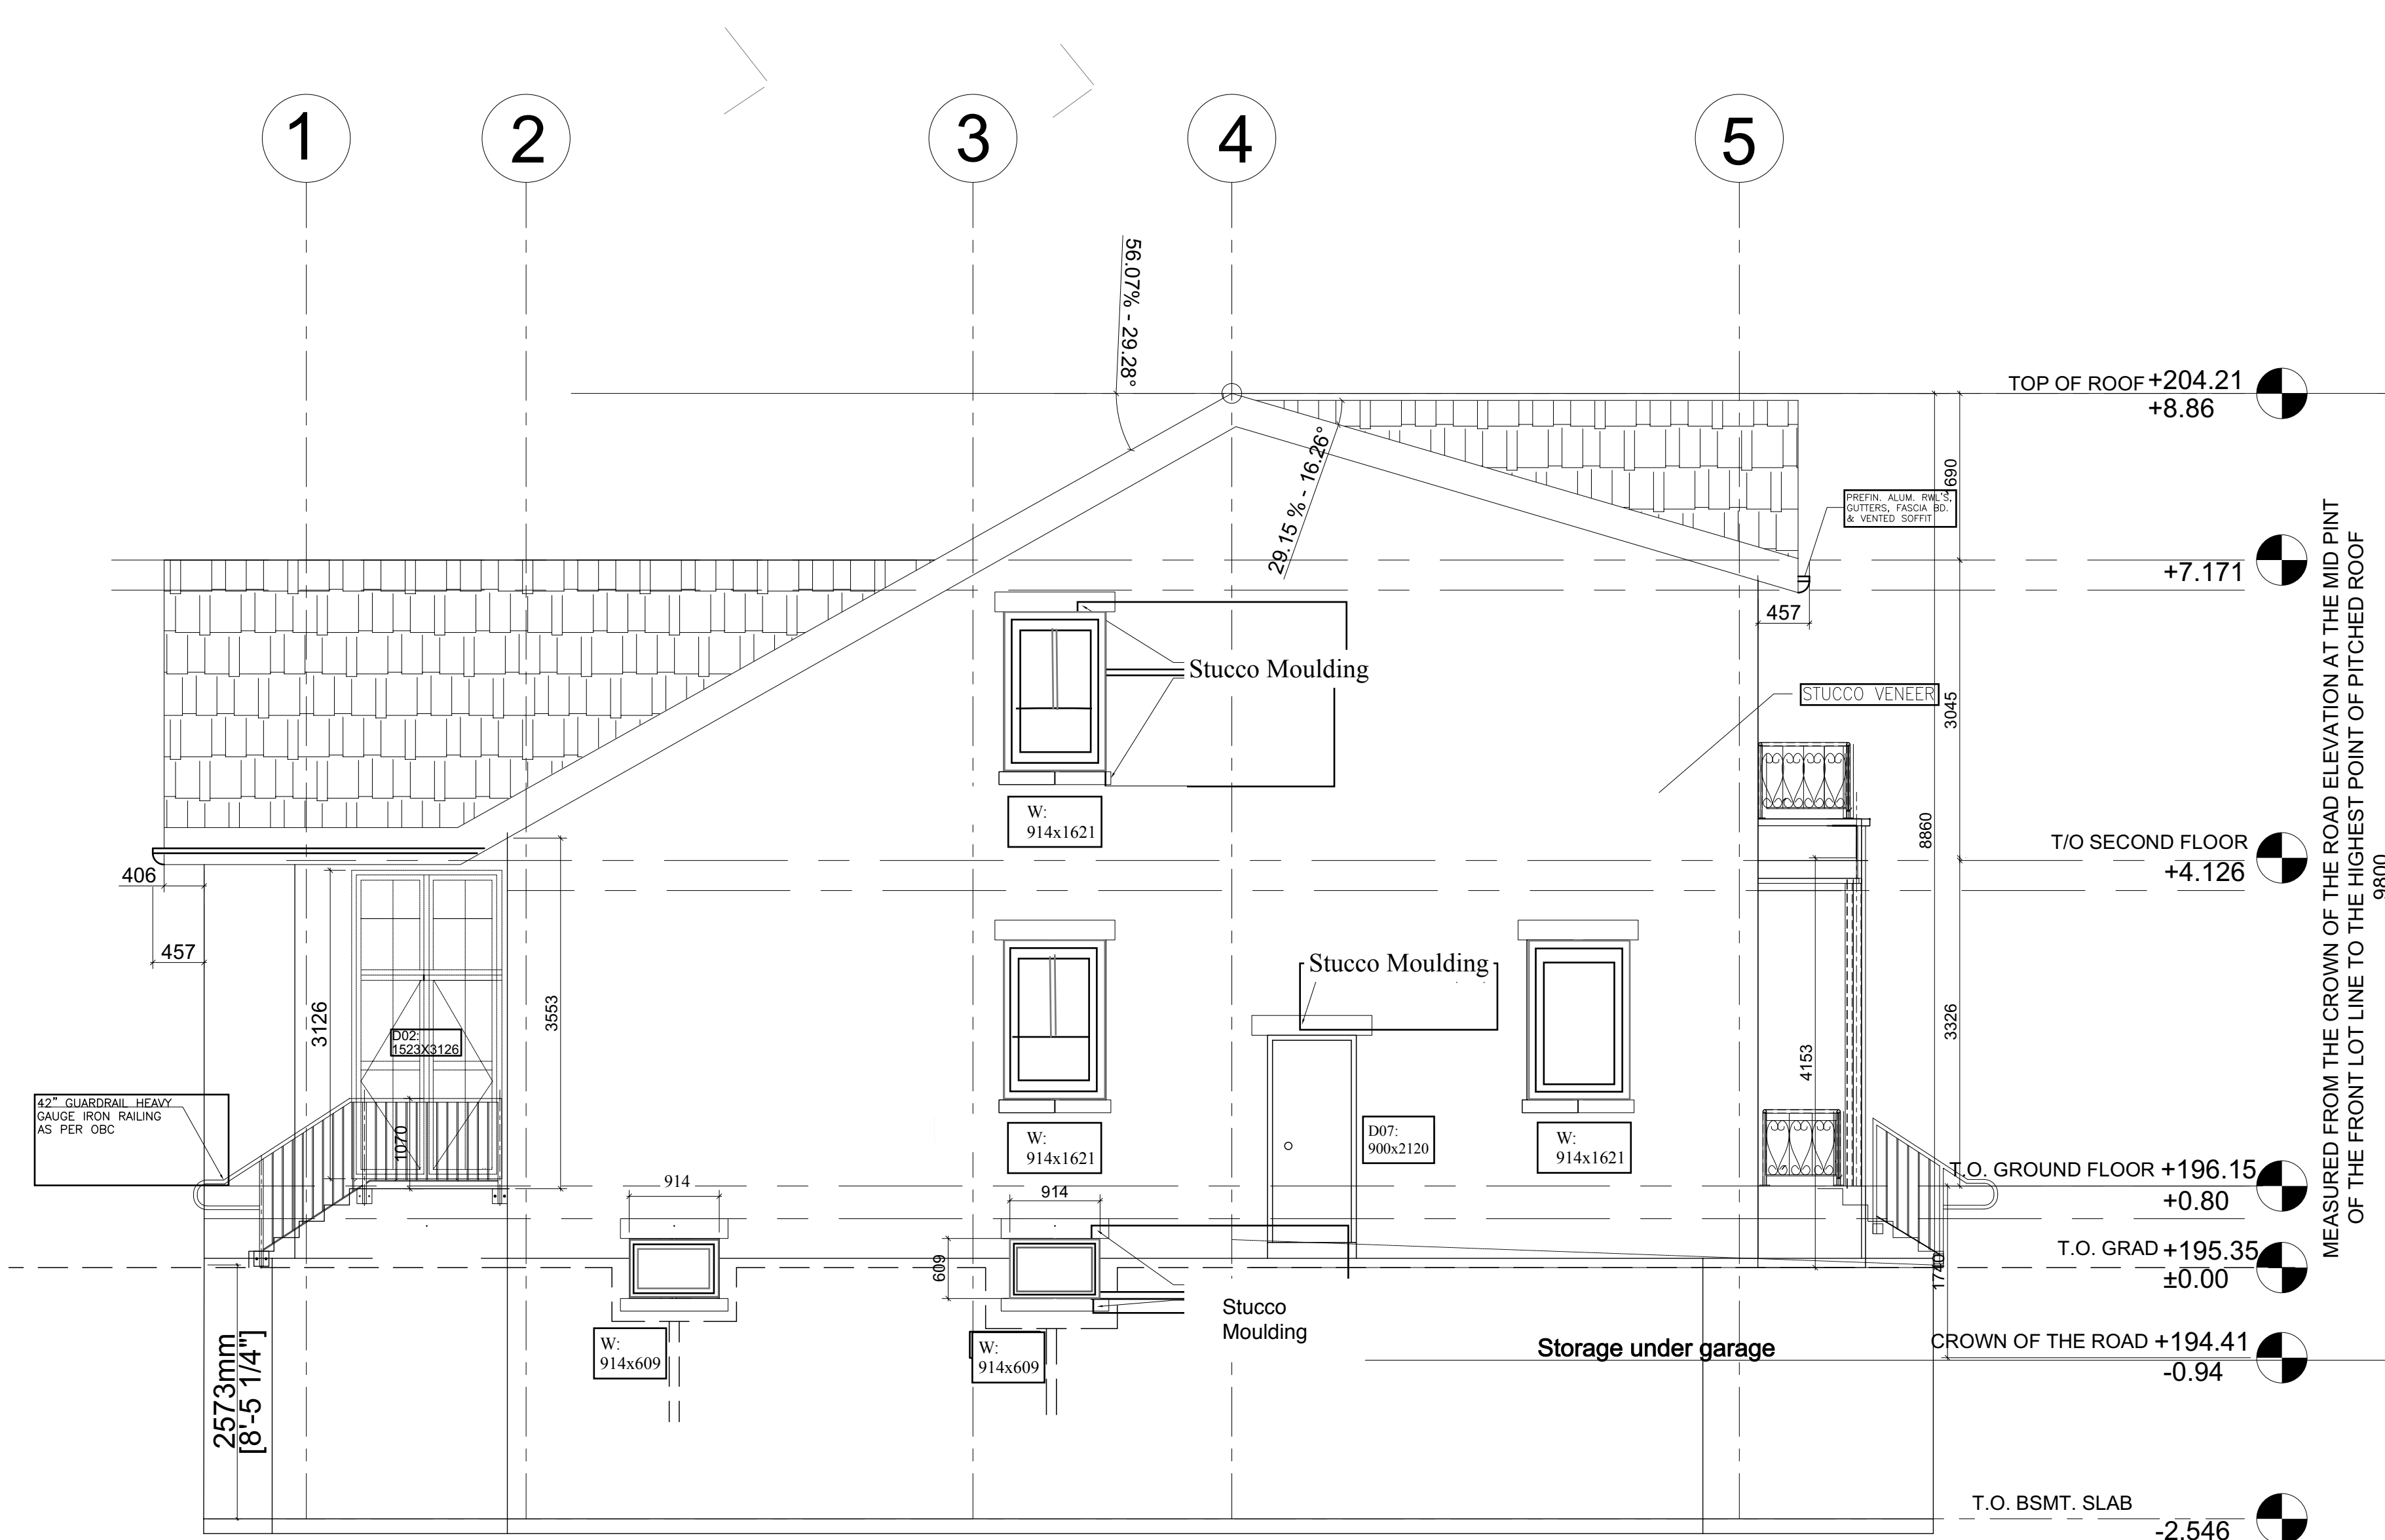 1
2
3
4
5
56.07% - 29.28°
29.15 % - 16.26°
TOP OF ROOF +204.21
+8.86
690
PREFIN. ALUM. RWL'S,
GUTTERS, FASCIA BD.
& VENTED SOFFIT
+7.171
457
Stucco Moulding
STUCCO VENEER
3045
W:
914x1621
8860
T/O SECOND FLOOR
+4.126
9800
MEASURED FROM THE CROWN OF THE ROAD ELEVATION AT THE MID PINT
OF THE FRONT LOT LINE TO THE HIGHEST POINT OF PITCHED ROOF
406
457
3126
3553
D02:
1523X3126
Stucco Moulding
3326
4153
42" GUARDRAIL HEAVY
GAUGE IRON RAILING
AS PER OBC
1070
W:
914x1621
D07:
900x2120
W:
914x1621
T.O. GROUND FLOOR +196.15
+0.80
914
914
609
T.O. GRAD +195.35
±0.00
1740
Stucco
Moulding
W:
914x609
W:
914x609
Storage under garage
CROWN OF THE ROAD +194.41
-0.94
2573mm
[8'-5 1/4"]
T.O. BSMT. SLAB
-2.546